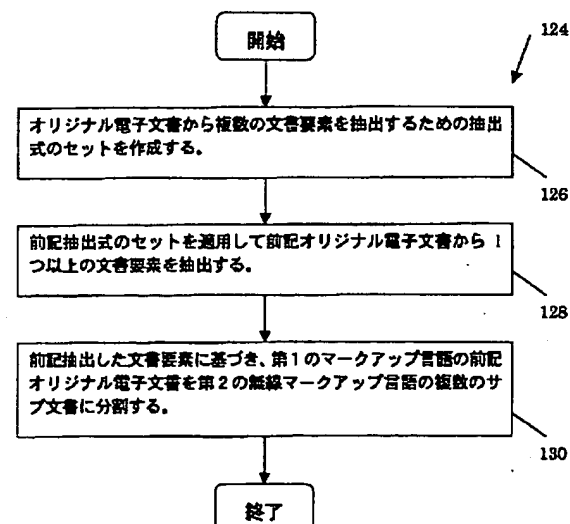 開始
124
オリジナル電子文書から複数の文書要素を抽出するための抽出
式のセットを作成する。
126
前記抽出式のセットを適用して前記オリジナル電子文書から 1
つ以上の文書要素を抽出する。
128
前記抽出した文書要素に基づき、第1のマークアップ言語の前記
オリジナル電子文書を第2の無線マークアップ言語の複数のサ
ブ文書に分割する。
130
終了